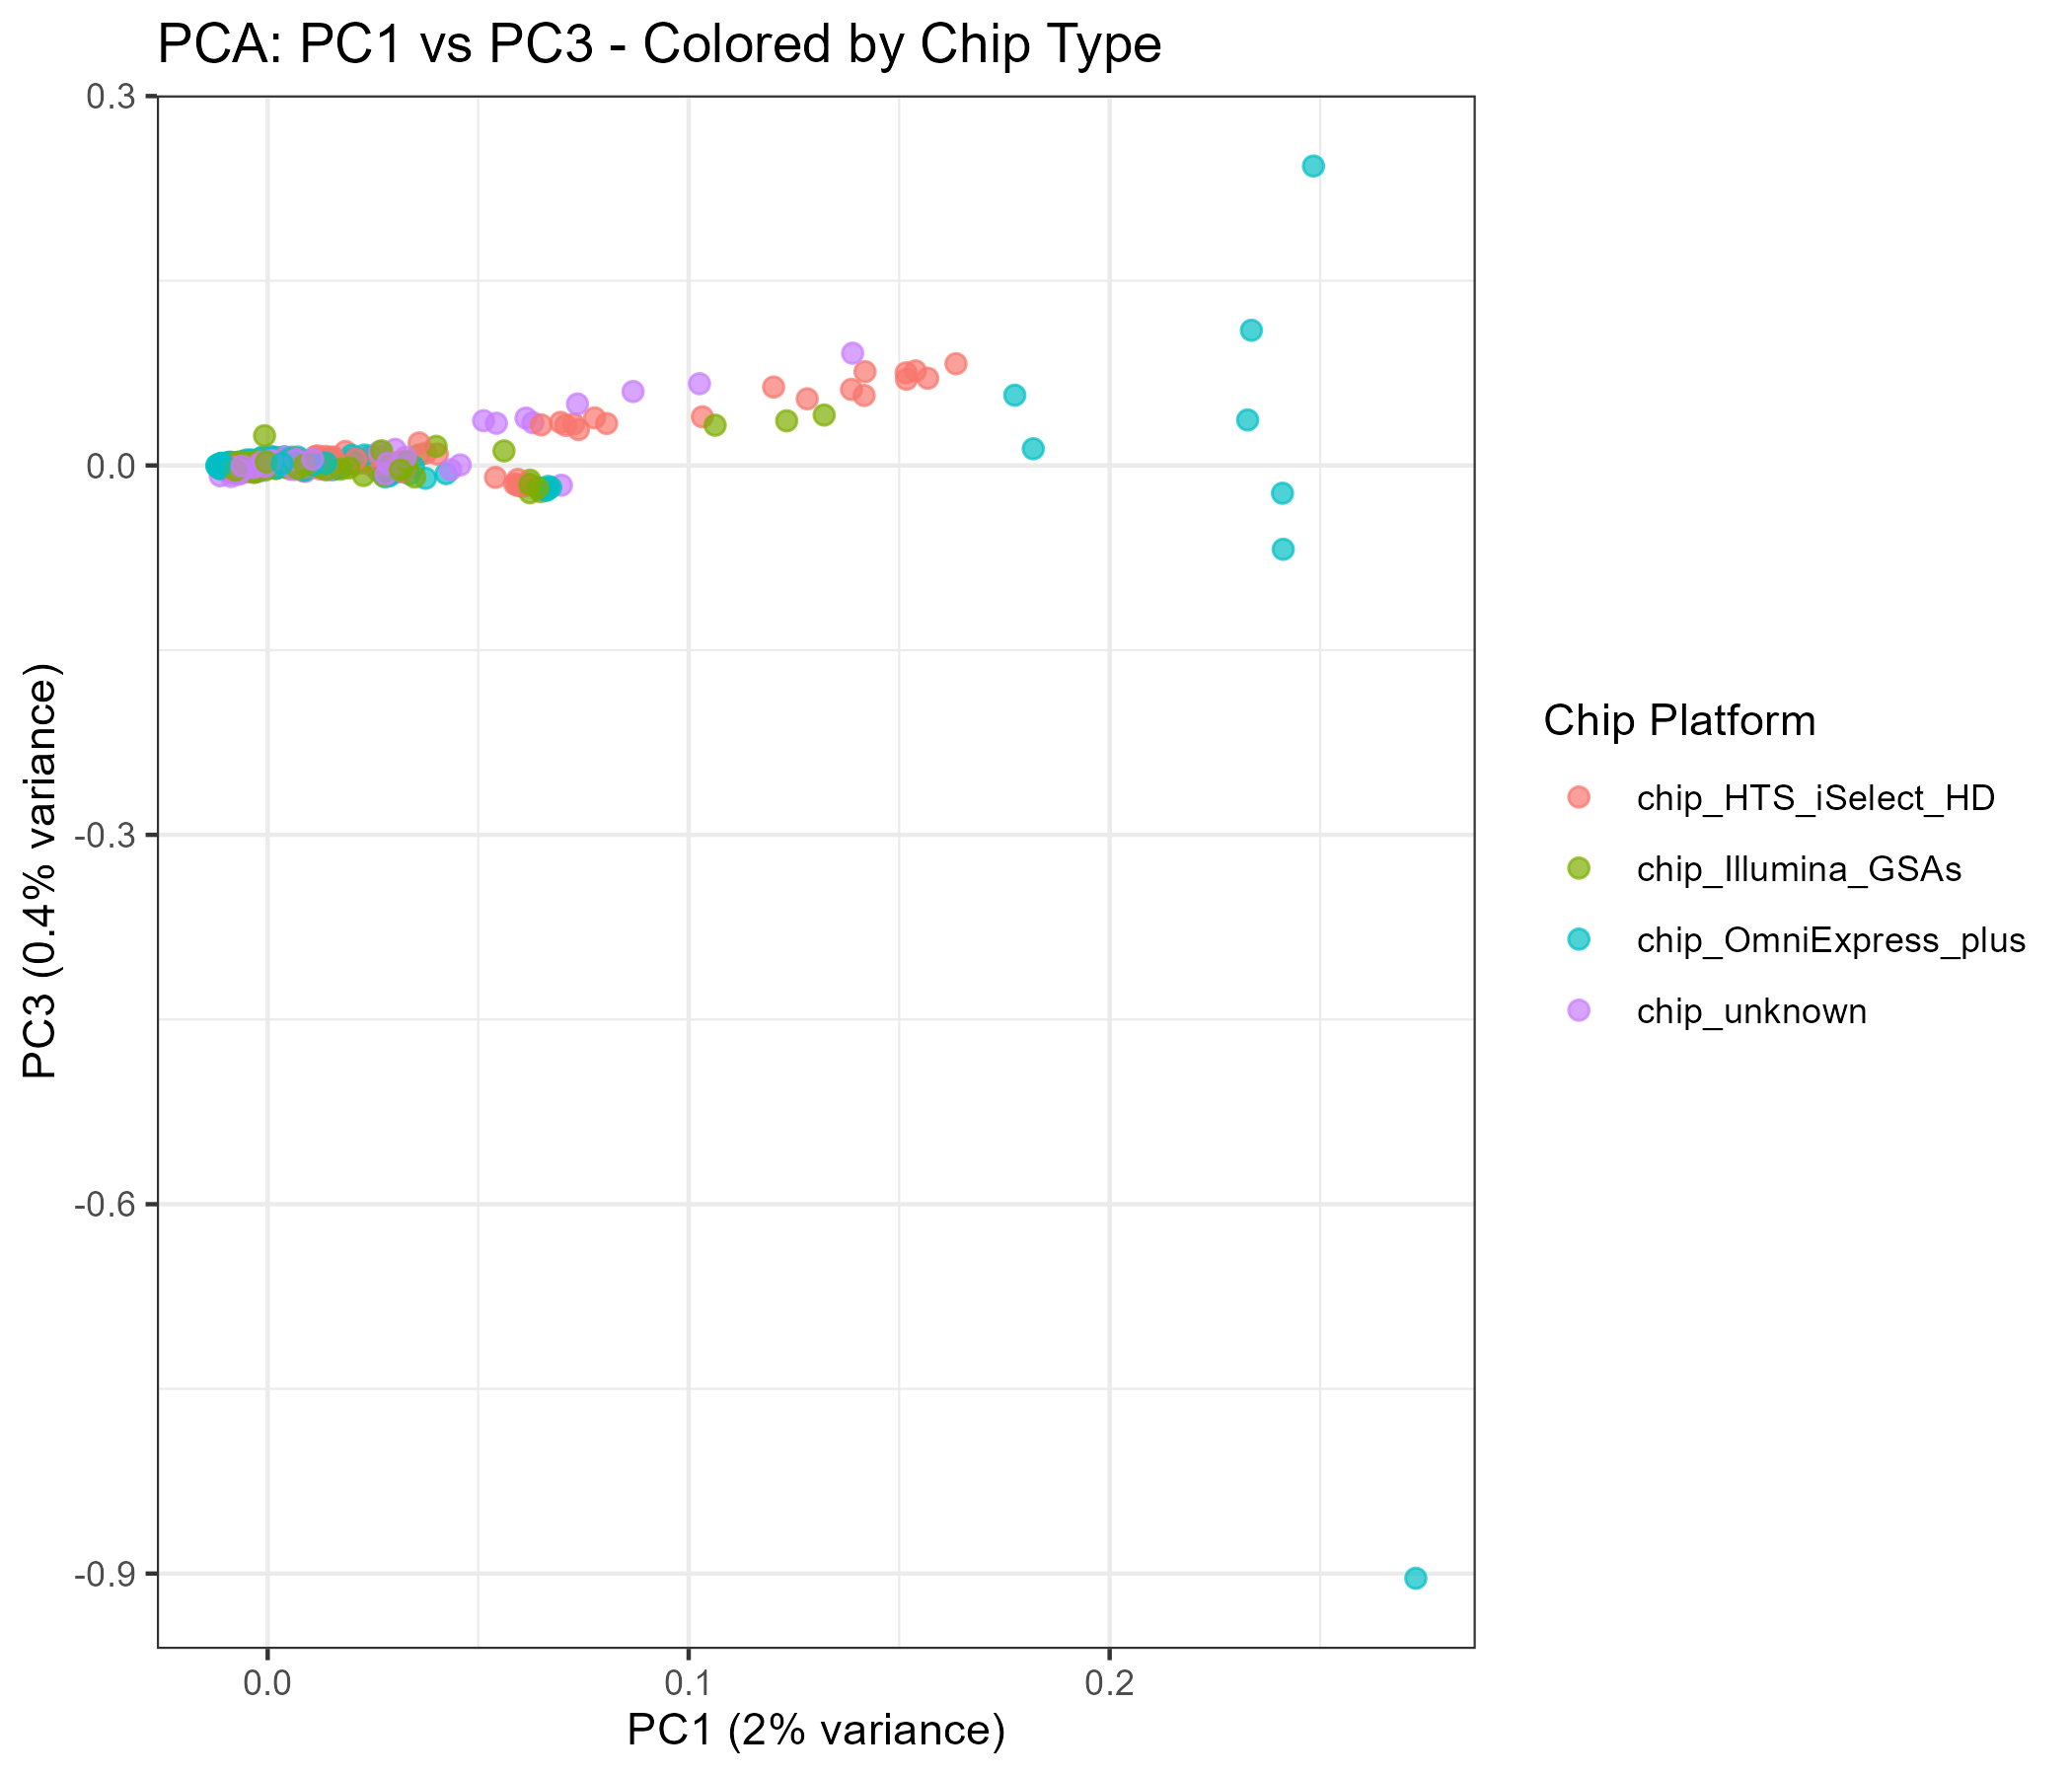 PCA: PC1 vs PC3 - Colored by Chip Type
0.3
0.0
-0.3
-0.6
-0.9
PC3 (0.4% variance)
0.0
0.1
0.2
PC1 (2% variance)
Chip Platform
chip_HTS_iSelect_HD
chip_Illumina_GSAs
chip_OmniExpress_plus
chip_unknown